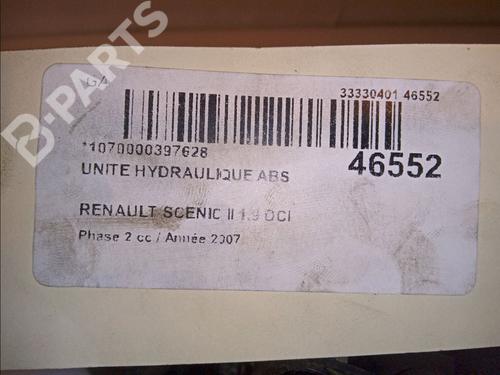 B-PARTS
GA
33330401 46552
*1070000397628
46552
UNITE HYDRAULIQUE ABS
RENAULT SCENIC II 1.9 DCI
Phase 2 cc / Année 2007